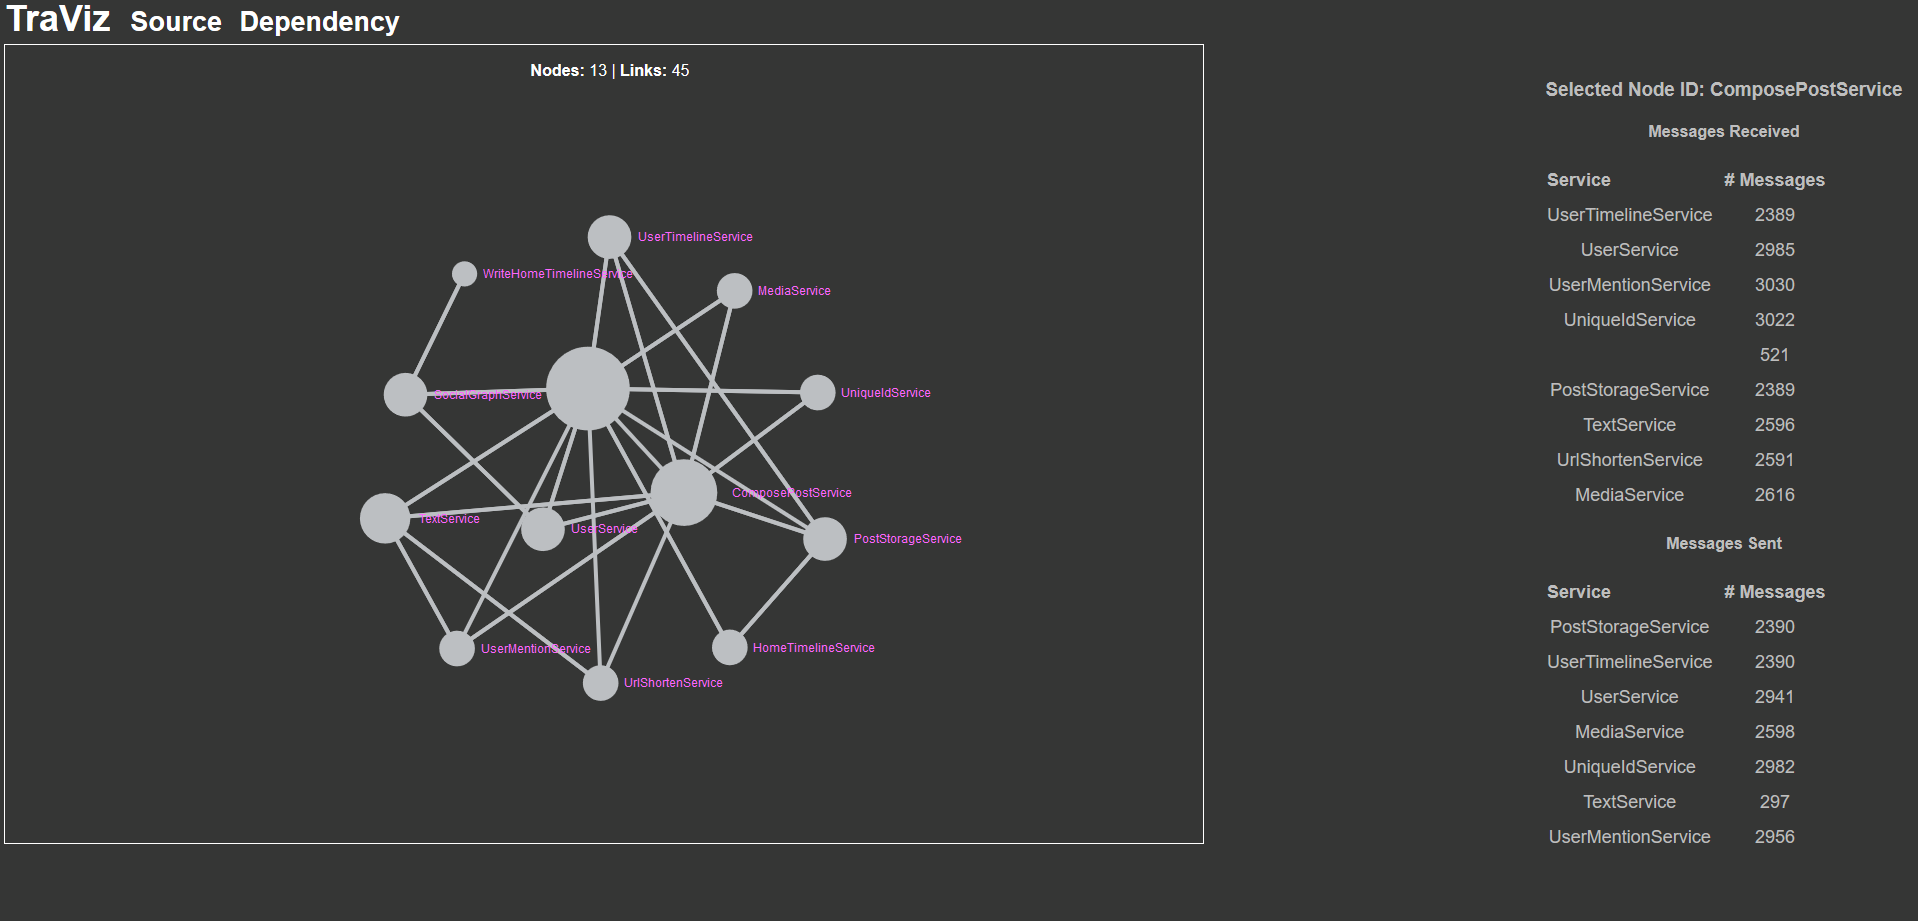 TraViz Source Dependency
Nodes: 13 | Links: 45
UserTimelineService
WriteHomeTimelineService
MediaService
SocialGraphService
UniqueIdService
ComposePostService
TextService
UserService
PostStorageService
UserMentionService
HomeTimelineService
UrlShortenService
Selected Node ID: ComposePostService
Messages Received
Service # Messages
UserTimelineService 2389
UserService 2985
UserMentionService 3030
UniqueIdService 3022
521
PostStorageService 2389
TextService 2596
UrlShortenService 2591
MediaService 2616
Messages Sent
Service # Messages
PostStorageService 2390
UserTimelineService 2390
UserService 2941
MediaService 2598
UniqueIdService 2982
TextService 297
UserMentionService 2956